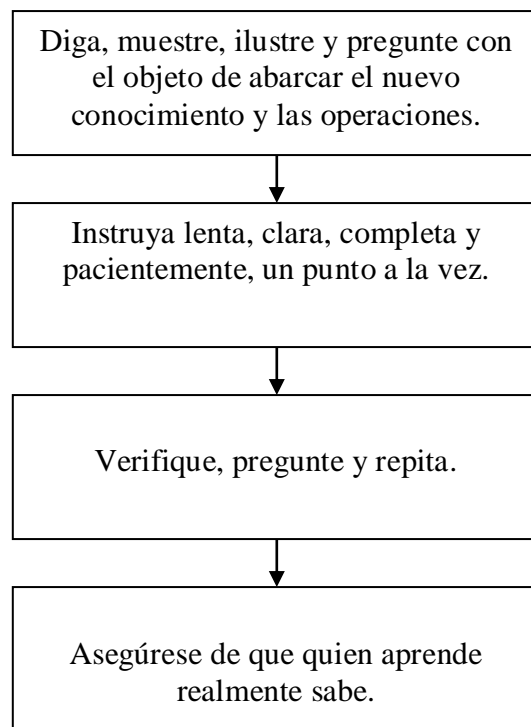 Diga, muestre, ilustre y pregunte con
el objeto de abarcar el nuevo
conocimiento y las operaciones.
Instruya lenta, clara, completa y
pacientemente, un punto a la vez.
Verifique, pregunte y repita.
Asegúrese de que quien aprende
realmente sabe.